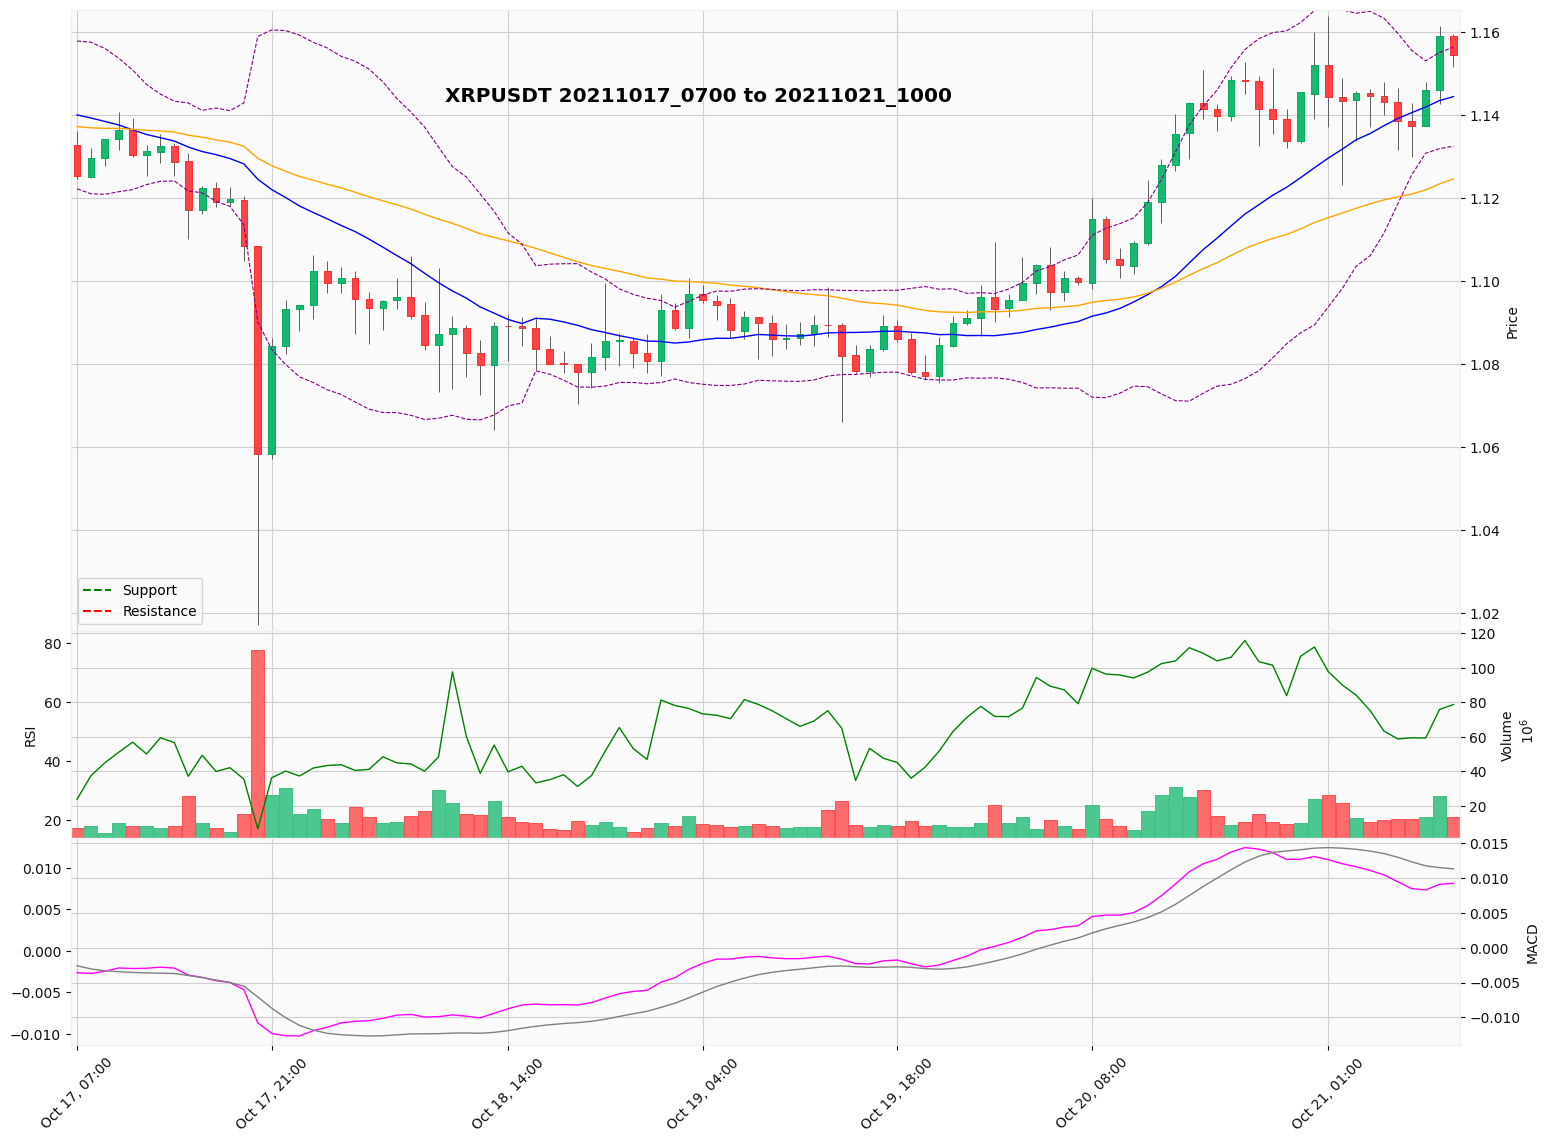 XRPUSDT 20211017_0700 to 20211021_1000
1.16
1.14
1.12
1.10
1.08
1.06
1.04
1.02
Price
Support
Resistance
80
60
40
20
RSI
120
100
80
60
40
20
Volume
10^6
0.010
0.005
0.000
−0.005
−0.010
0.015
0.010
0.005
0.000
−0.005
−0.010
MACD
Oct 17, 07:00
Oct 17, 21:00
Oct 18, 14:00
Oct 19, 04:00
Oct 19, 18:00
Oct 20, 08:00
Oct 21, 01:00